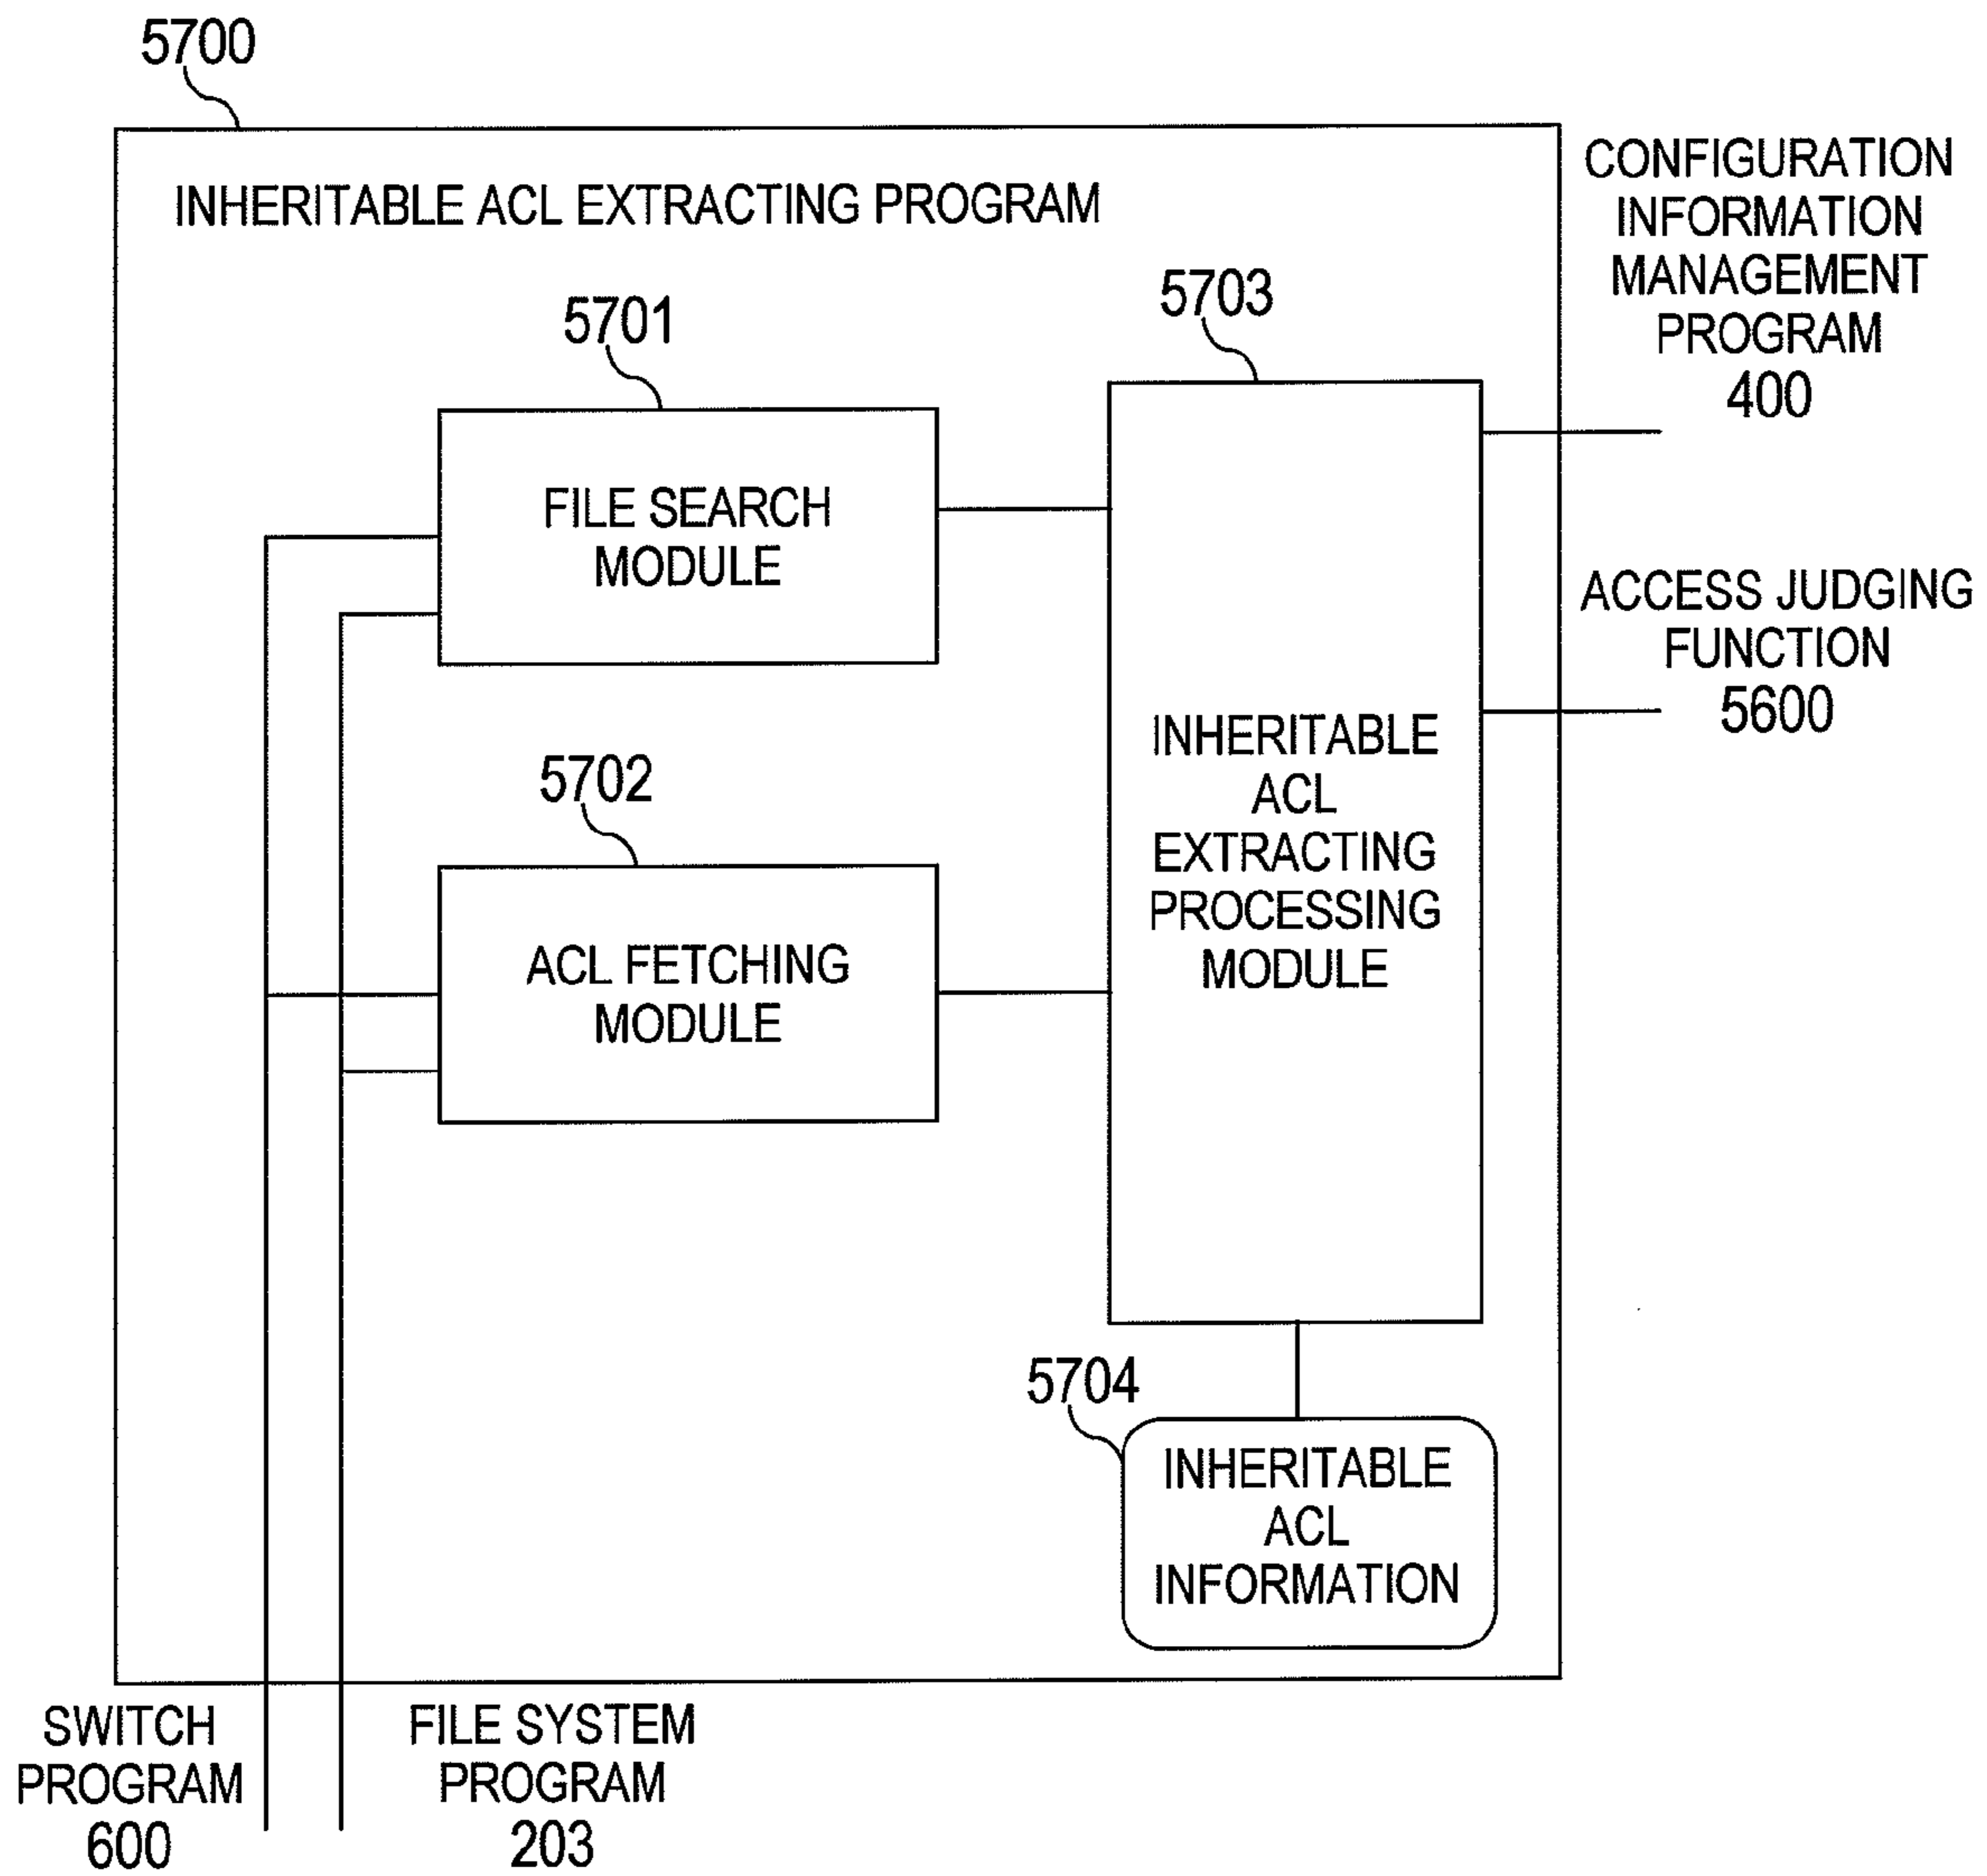 5700
INHERITABLE ACL EXTRACTING PROGRAM
CONFIGURATION
INFORMATION
MANAGEMENT
PROGRAM
400
5701
5703
FILE SEARCH
MODULE
ACCESS JUDGING
FUNCTION
5600
5702
INHERITABLE
ACL
EXTRACTING
PROCESSING
MODULE
ACL FETCHING
MODULE
5704
INHERITABLE
ACL
INFORMATION
SWITCH
PROGRAM
600
FILE SYSTEM
PROGRAM
203